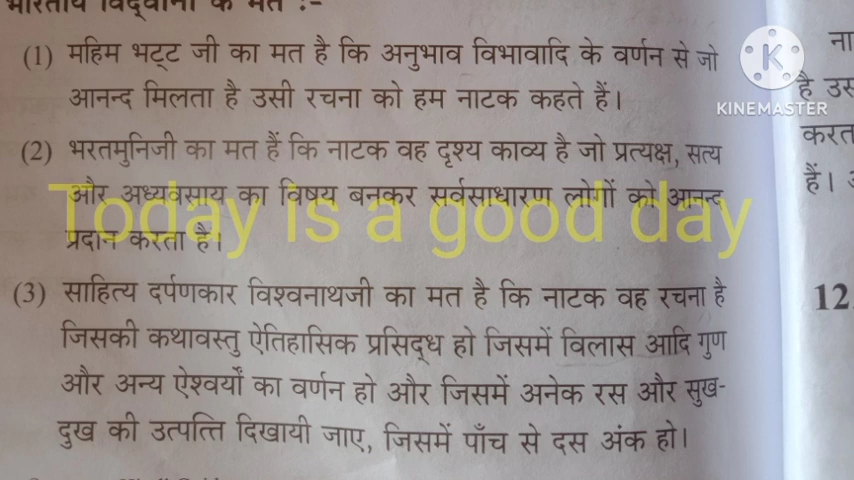 भारतीय विद्वानों के मत :-
(1) महिम भट्ट जी का मत है कि अनुभाव विभावादि के वर्णन से जो
आनन्द मिलता है उसी रचना को हम नाटक कहते हैं।
(2) भरतमुनिजी का मत हैं कि नाटक वह दृश्य काव्य है जो प्रत्यक्ष, सत्य
और अध्यवसाय का विषय बनकर सर्वसाधारण लोगों को आनन्द
प्रदान करता है।
Today is a good day
(3) साहित्य दर्पणकार विश्वनाथजी का मत है कि नाटक वह रचना है
जिसकी कथावस्तु ऐतिहासिक प्रसिद्ध हो जिसमें विलास आदि गुण
और अन्य ऐश्वर्यों का वर्णन हो और जिसमें अनेक रस और सुख-
दुख की उत्पत्ति दिखायी जाए, जिसमें पाँच से दस अंक हो।
KINEMASTER
ना
है उस
करत
हैं।
12